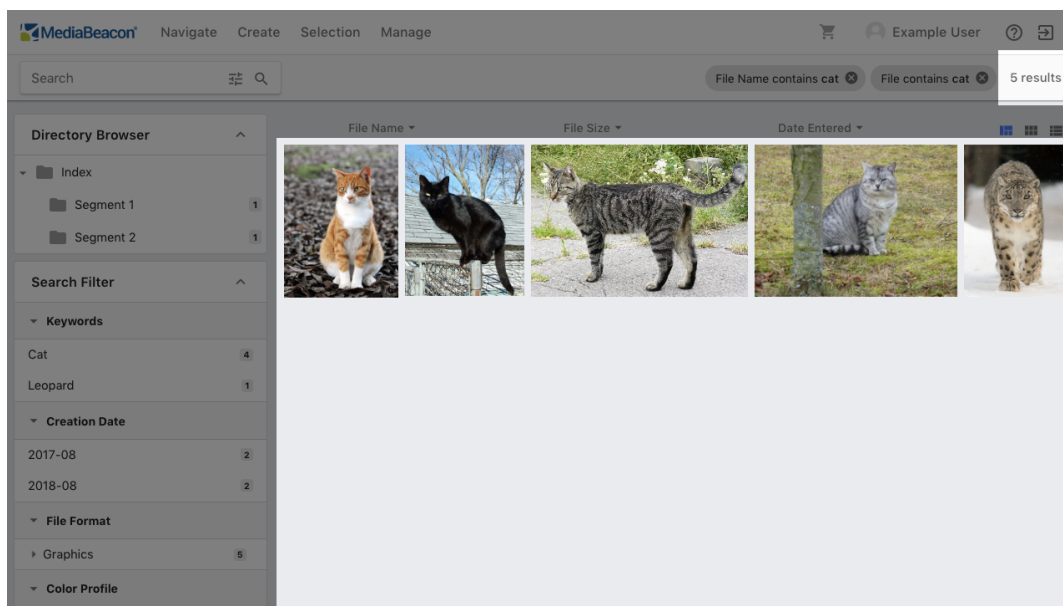 MediaBeacon® Navigate Create Selection Manage Example User
Search File Name contains cat File contains cat 5 results
Directory Browser
Index
Segment 1 1
Segment 2 1
Search Filter
Keywords
Cat 4
Leopard 1
Creation Date
2017-08 2
2018-08 2
File Format
Graphics 5
Color Profile
File Name File Size Date Entered